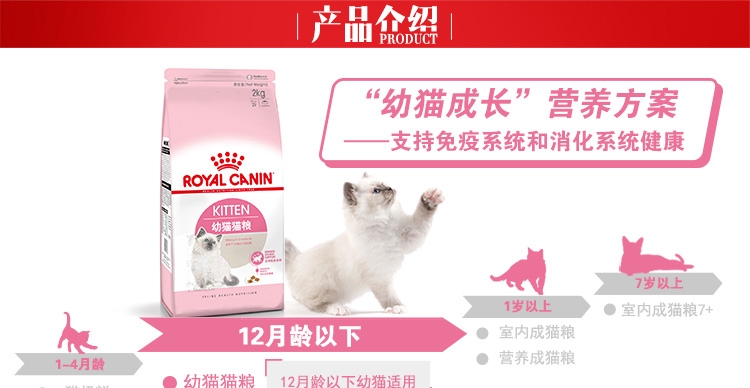 产品介绍
PRODUCT
“幼猫成长”营养方案
——支持免疫系统和消化系统健康
2kg
ROYAL CANIN
KITTEN
幼猫猫粮
FELINE HEALTH NUTRITION
7岁以上
室内成猫粮7+
1岁以上
室内成猫粮
营养成猫粮
12月龄以下
1-4月龄
幼猫猫粮
12月龄以下幼猫适用